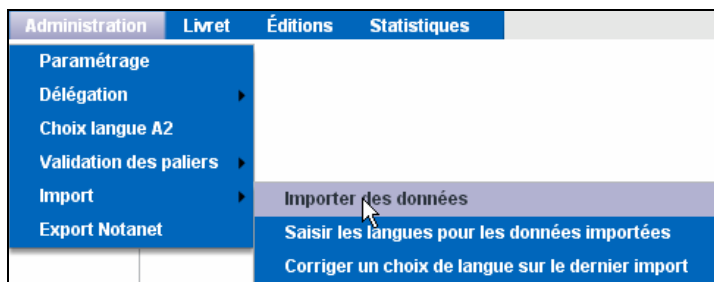 Administration Livret Éditions Statistiques
Paramétrage
Délégation
Choix langue A2
Validation des paliers
Import
Importer des données
Export Notanet
Saisir les langues pour les données importées
Corriger un choix de langue sur le dernier import